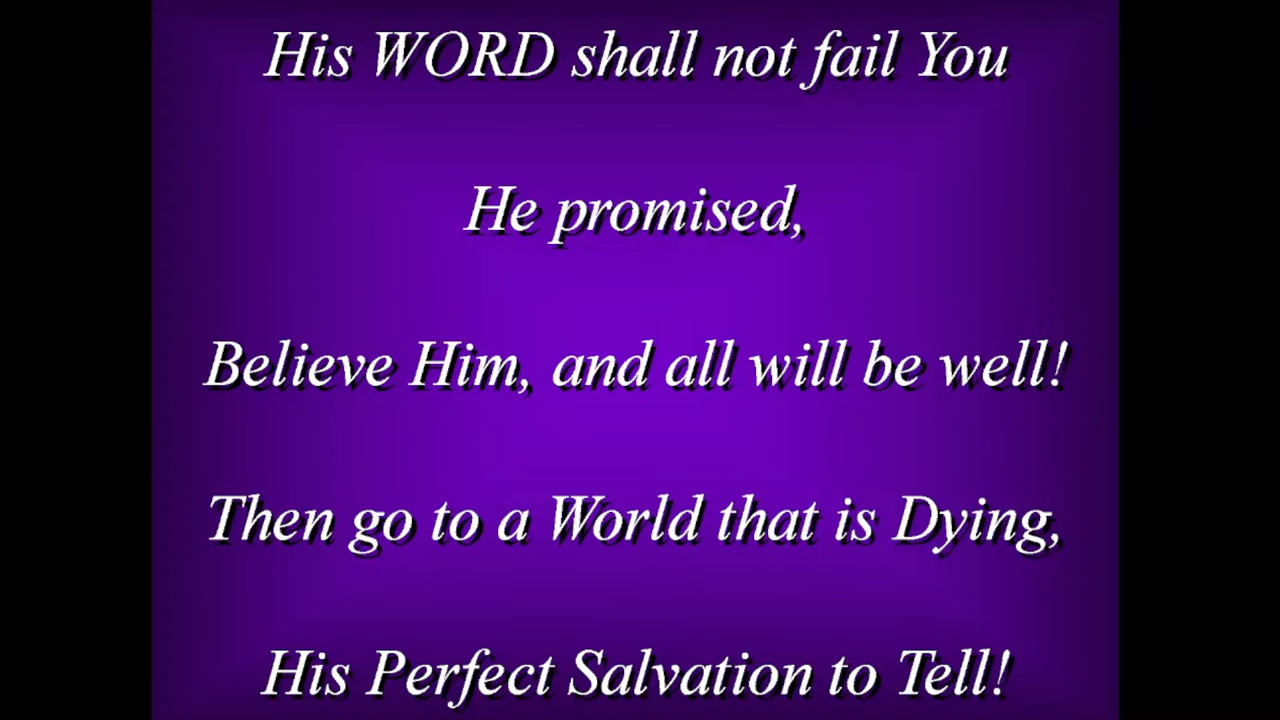 His WORD shall not fail You
He promised,
Believe Him, and all will be well!
Then go to a World that is Dying,
His Perfect Salvation to Tell!